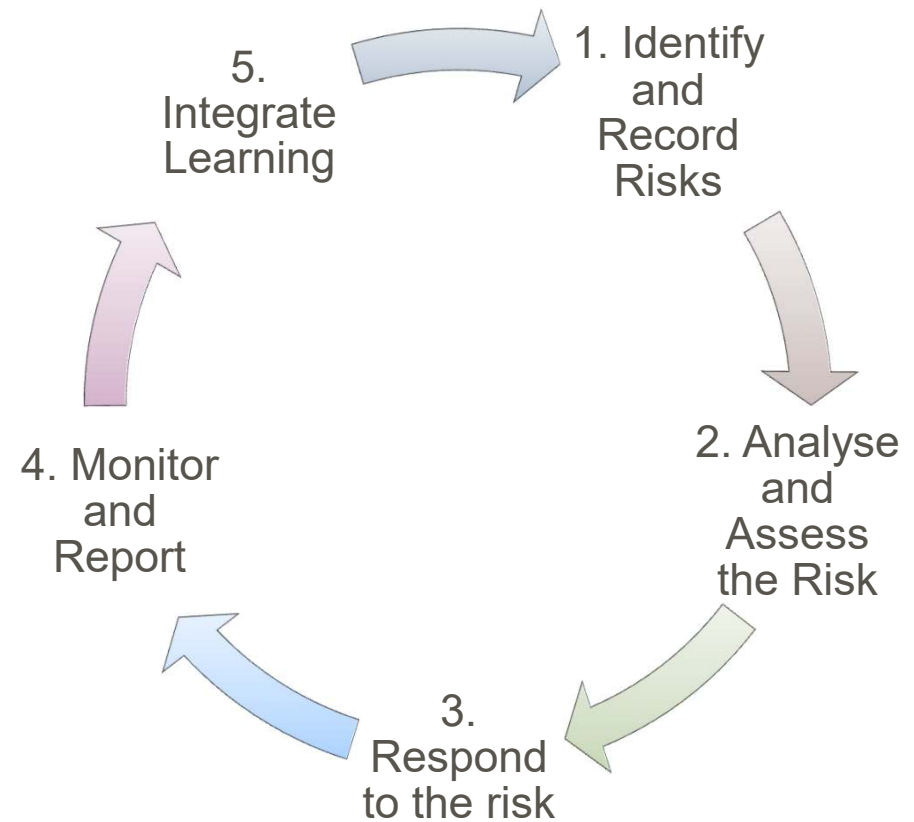 1. Identify
and
Record
Risks
2. Analyse
and
Assess
the Risk
3.
Respond
to the risk
4. Monitor
and
Report
5.
Integrate
Learning